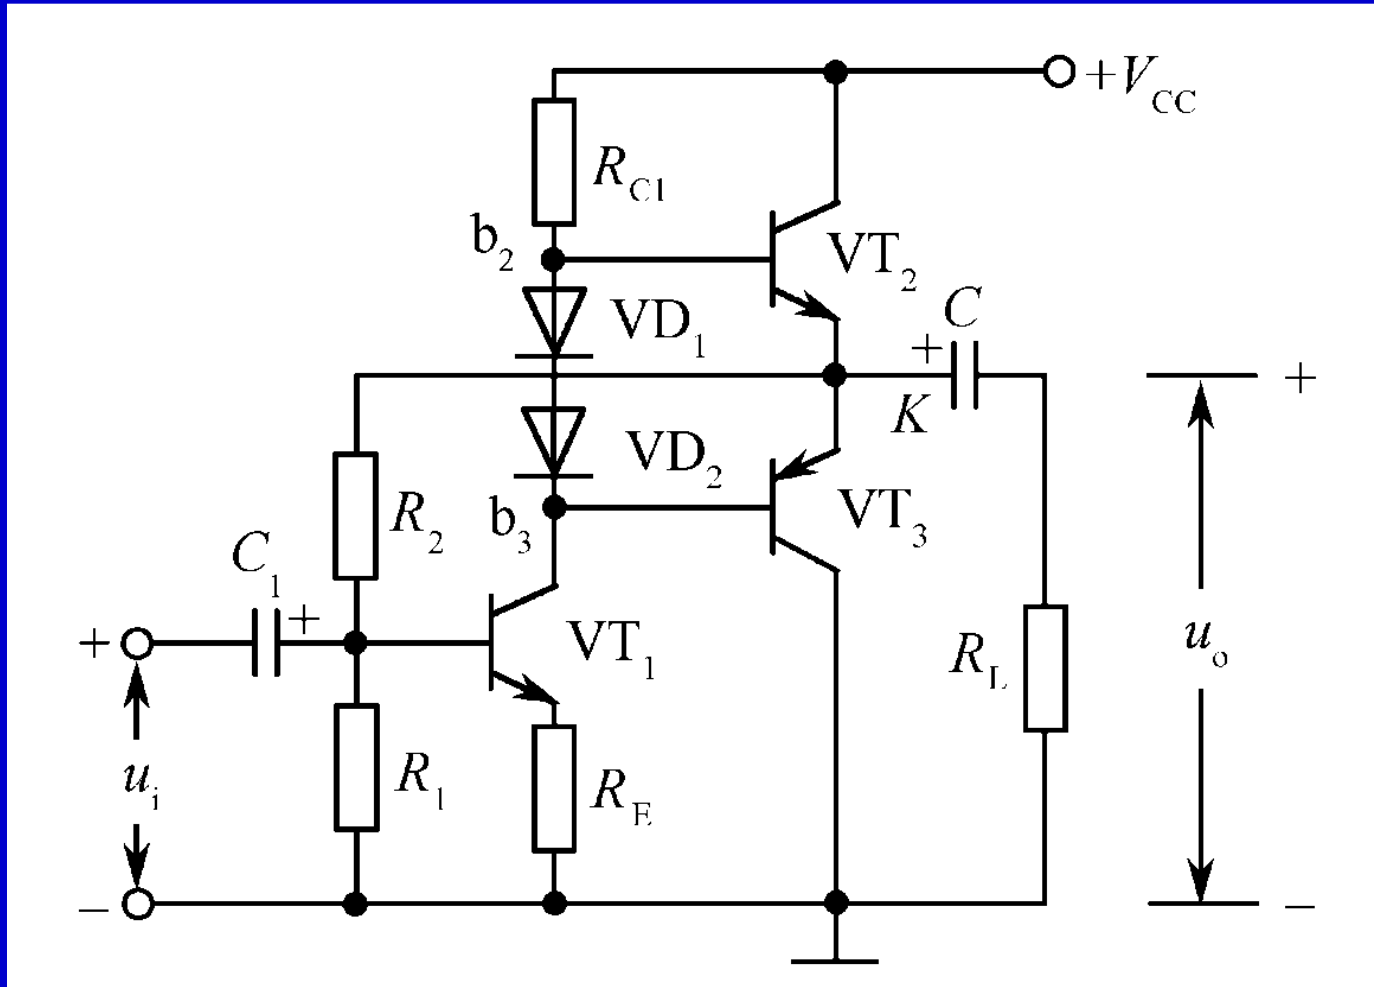 +V_CC
R_C1
b_2
VT_2
C
VD_1
+
+
K
VD_2
R_2
b_3
VT_3
C_1
+
+
VT_1
R_L
u_o
u_i
R_1
R_E
−
−